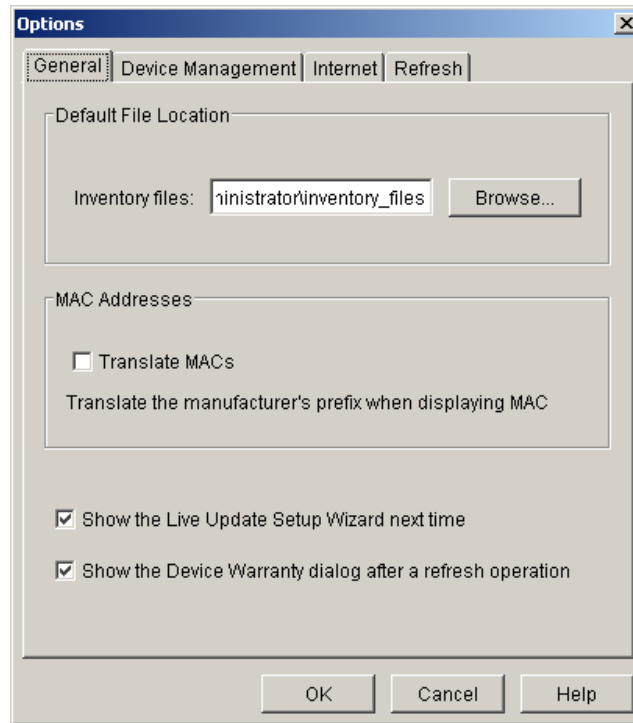 Options
General Device Management Internet Refresh
Default File Location
Inventory files: ninistrator\inventory_files Browse...
MAC Addresses
Translate MACs
Translate the manufacturer's prefix when displaying MAC
Show the Live Update Setup Wizard next time
Show the Device Warranty dialog after a refresh operation
OK Cancel Help